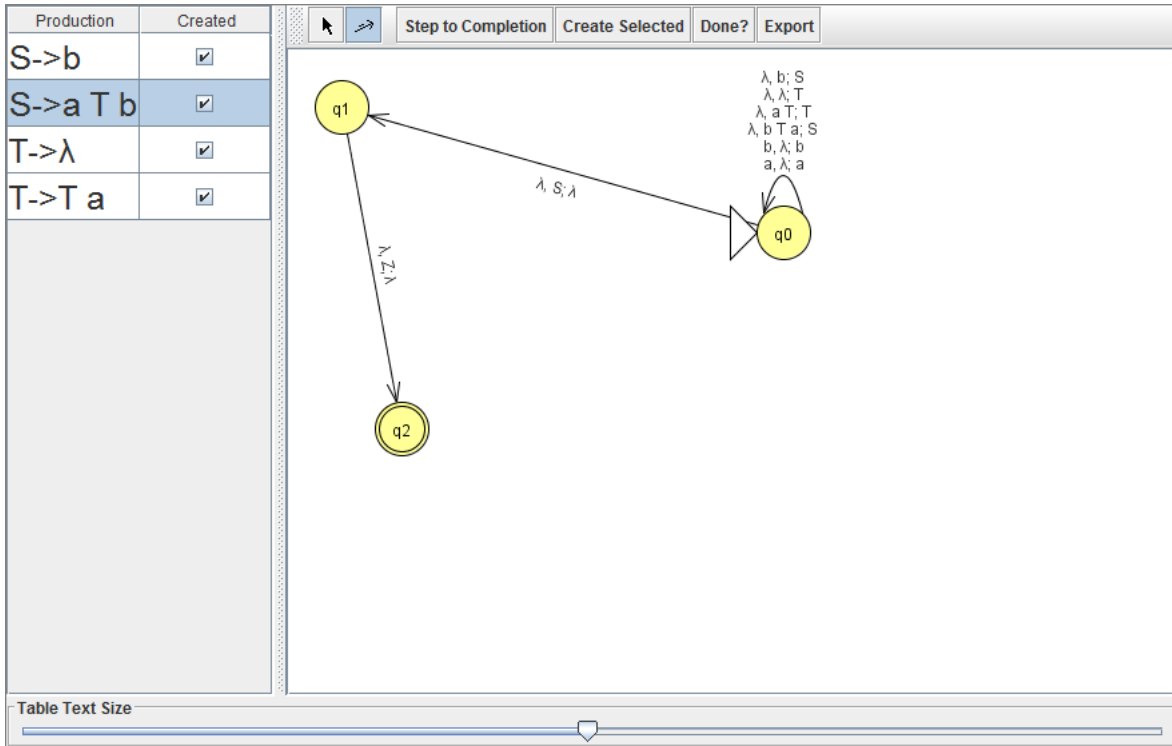 Production Created
S->b
S->a T b
T->λ
T->T a
Step to Completion Create Selected Done? Export
q1
λ, b; S
λ, λ; T
λ, a T; T
λ, b T a; S
b, λ; b
a, λ; a
λ, S; λ
q0
λ, Z; λ
q2
Table Text Size